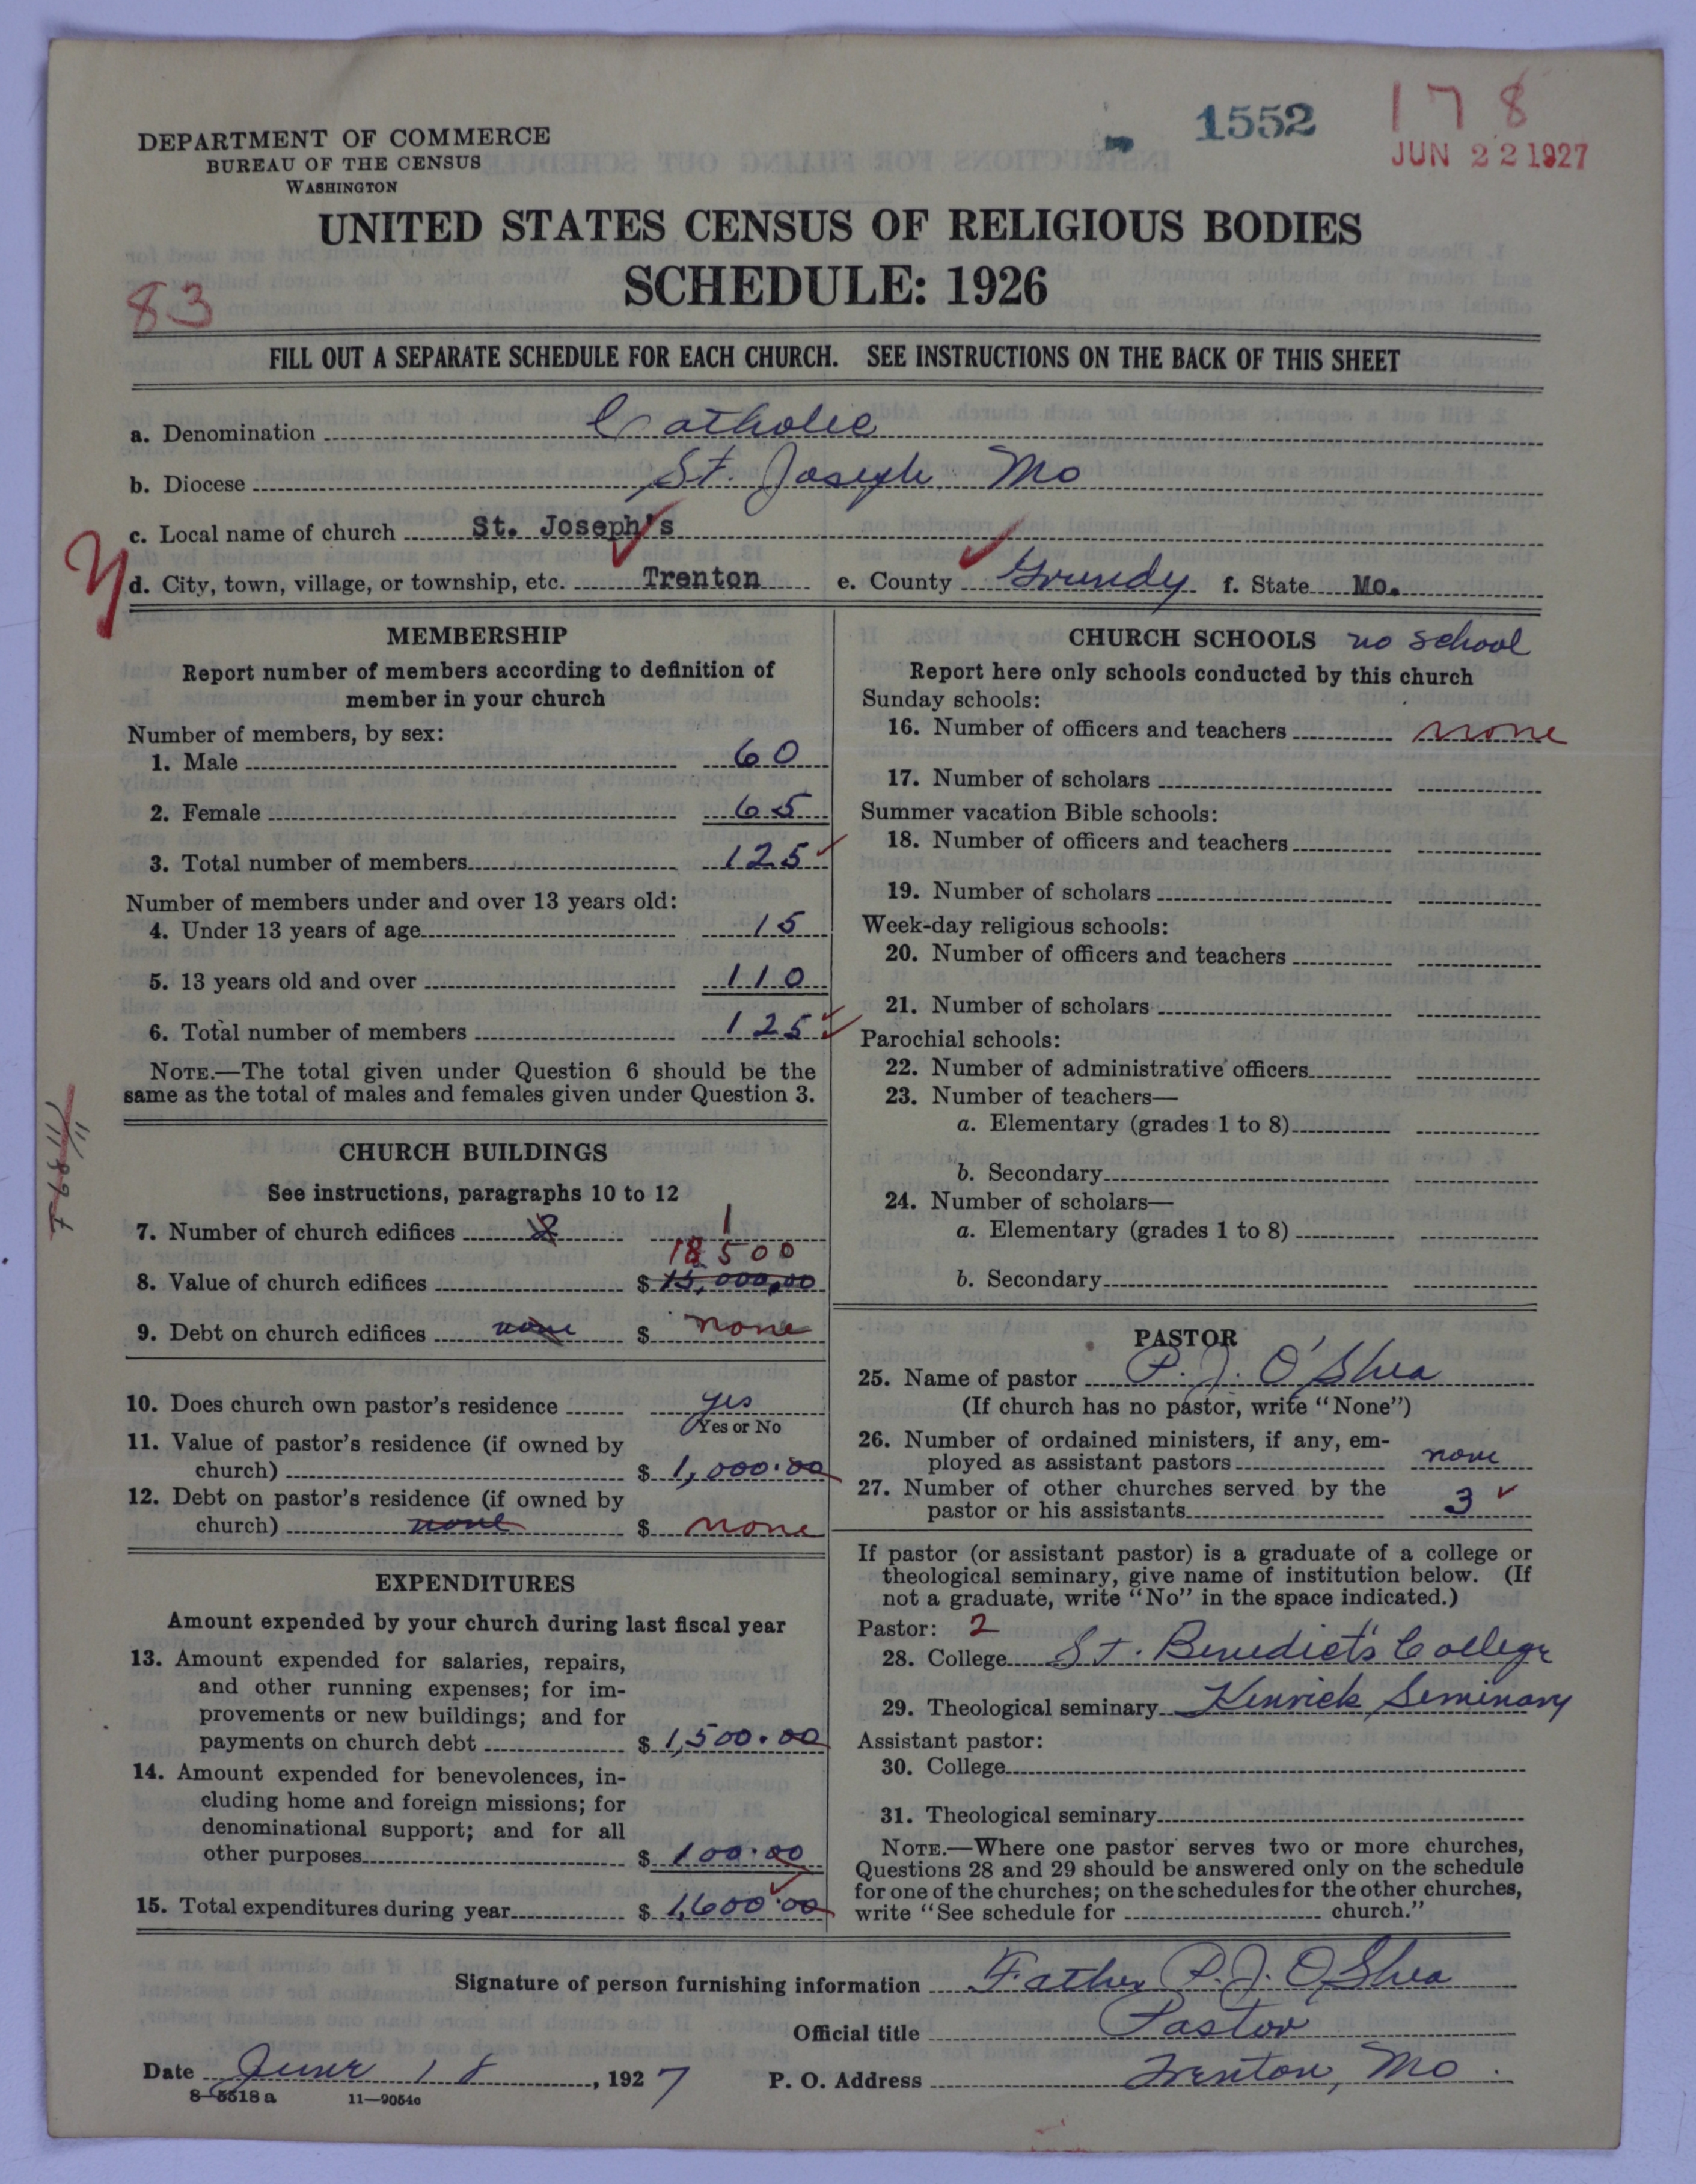 1552
178
JUN 22 1927
DEPARTMENT OF COMMERCE
BUREAU OF THE CENSUS
WASHINGTON
UNITED STATES CENSUS OF RELIGIOUS BODIES
SCHEDULE: 1926
83
FILL OUT A SEPARATE SCHEDULE FOR EACH CHURCH. SEE INSTRUCTIONS ON THE BACK OF THIS SHEET
a. Denomination Catholic
b. Diocese St. Joseph Mo
c. Local name of church St. Joseph's
d. City, town, village, or township, etc. Trenton e. County Grundy f. State Mo.
MEMBERSHIP
Report number of members according to definition of
member in your church
Number of members, by sex:
1. Male 60
2. Female 65
3. Total number of members 125
Number of members under and over 13 years old:
4. Under 13 years of age 15
5. 13 years old and over 110
6. Total number of members 125
NOTE.—The total given under Question 6 should be the
same as the total of males and females given under Question 3.
CHURCH BUILDINGS
See instructions, paragraphs 10 to 12
7. Number of church edifices 1
18500
8. Value of church edifices $ 15,000.00
9. Debt on church edifices none $ none
10. Does church own pastor's residence yes
Yes or No
11. Value of pastor's residence (if owned by
church) $ 1,000.00
12. Debt on pastor's residence (if owned by
church) none $ none
EXPENDITURES
Amount expended by your church during last fiscal year
13. Amount expended for salaries, repairs,
and other running expenses; for im-
provements or new buildings; and for
payments on church debt $ 1,500.00
14. Amount expended for benevolences, in-
cluding home and foreign missions; for
denominational support; and for all
other purposes $ 100.00
15. Total expenditures during year $ 1,600.00
CHURCH SCHOOLS no school
Report here only schools conducted by this church
Sunday schools:
16. Number of officers and teachers none
17. Number of scholars
Summer vacation Bible schools:
18. Number of officers and teachers
19. Number of scholars
Week-day religious schools:
20. Number of officers and teachers
21. Number of scholars
Parochial schools:
22. Number of administrative officers
23. Number of teachers—
a. Elementary (grades 1 to 8)
b. Secondary
24. Number of scholars—
a. Elementary (grades 1 to 8)
b. Secondary
PASTOR
25. Name of pastor P. J. O'Shea
(If church has no pastor, write "None")
26. Number of ordained ministers, if any, em-
ployed as assistant pastors none
27. Number of other churches served by the
pastor or his assistants 3
If pastor (or assistant pastor) is a graduate of a college or
theological seminary, give name of institution below. (If
not a graduate, write "No" in the space indicated.)
Pastor: 2
28. College St. Benedict's College
29. Theological seminary Kenrick Seminary
Assistant pastor:
30. College
31. Theological seminary
NOTE.—Where one pastor serves two or more churches,
Questions 28 and 29 should be answered only on the schedule
for one of the churches; on the schedules for the other churches,
write "See schedule for church."
Signature of person furnishing information Father P. J. O'Shea
Official title Pastor
Date June 18, 1927 P. O. Address Trenton, Mo.
8-5518 a 11-9054c